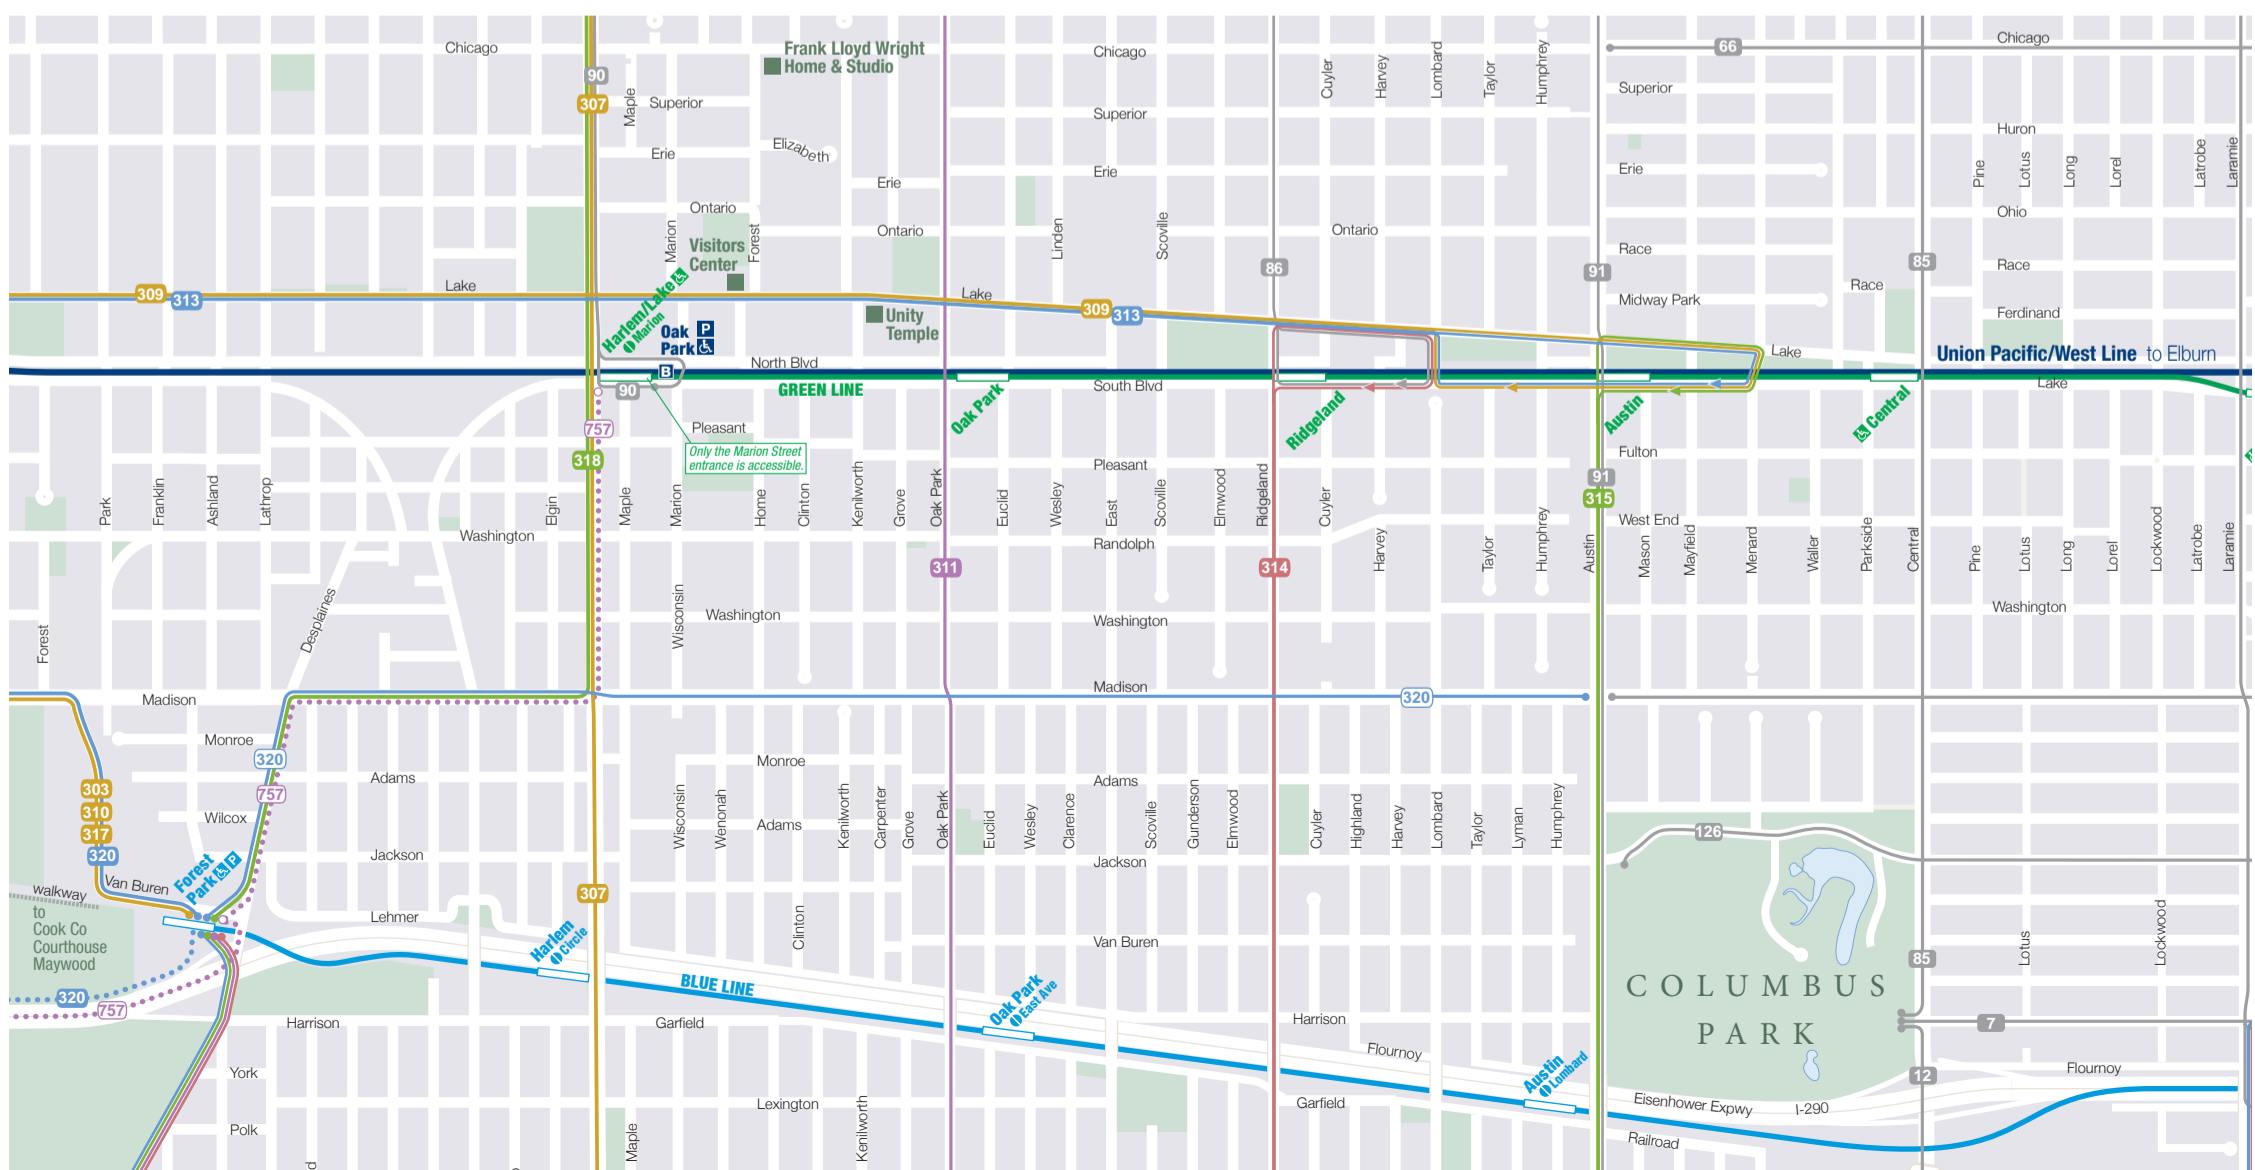 Chicago
Frank Lloyd Wright
Home & Studio
Chicago
66
Chicago
90
307
Maple
Superior
Superior
Cuyler
Harvey
Lombard
Taylor
Humphrey
Superior
Huron
Erie
Elizabeth
Erie
Erie
Erie
Pine
Lotus
Long
Lorel
Latrobe
Laramie
Ontario
Marion
Forest
Visitors
Center
Ontario
Linden
Scoville
Ontario
Ohio
Race
Race
Race
86
91
85
309
313
Lake
Lake
309
313
Midway Park
Ferdinand
Harlem/Lake
Marion
Oak
Park
P
Unity
Temple
Lake
Union Pacific/West Line to Elburn
North Blvd
B
GREEN LINE
South Blvd
Lake
90
Oak Park
Ridgeland
Austin
Central
757
Pleasant
Only the Marion Street
entrance is accessible.
318
Pleasant
Fulton
91
315
Park
Franklin
Ashland
Lathrop
Elgin
Maple
Marion
Home
Clinton
Kenilworth
Grove
Oak Park
Euclid
Wesley
East
Scoville
Elmwood
Ridgeland
Cuyler
Washington
Randolph
West End
Harvey
Taylor
Humphrey
Austin
Mason
Mayfield
Menard
Waller
Parkside
Central
Pine
Lotus
Long
Lorel
Lockwood
Latrobe
Laramie
311
314
Forest
Desplaines
Wisconsin
Washington
Washington
Washington
Madison
Madison
320
Monroe
320
757
Adams
Monroe
Adams
303
310
317
320
Wilcox
Wisconsin
Wenonah
Adams
Kenilworth
Carpenter
Grove
Oak Park
Euclid
Wesley
Clarence
Scoville
Gunderson
Elmwood
Cuyler
Highland
Harvey
Lombard
Taylor
Lyman
Humphrey
126
Jackson
Jackson
Forest
Park
P
Van Buren
walkway
to
Cook Co
Courthouse
Maywood
307
Lehmer
Clinton
Van Buren
Lotus
Lockwood
Harlem
Circle
BLUE LINE
Oak Park
East Ave
85
COLUMBUS
PARK
320
757
Harrison
Garfield
Harrison
7
Flournoy
Austin
Lombard
12
Flournoy
York
Lexington
Kenilworth
Garfield
Eisenhower Expwy
I-290
Polk
Maple
Railroad